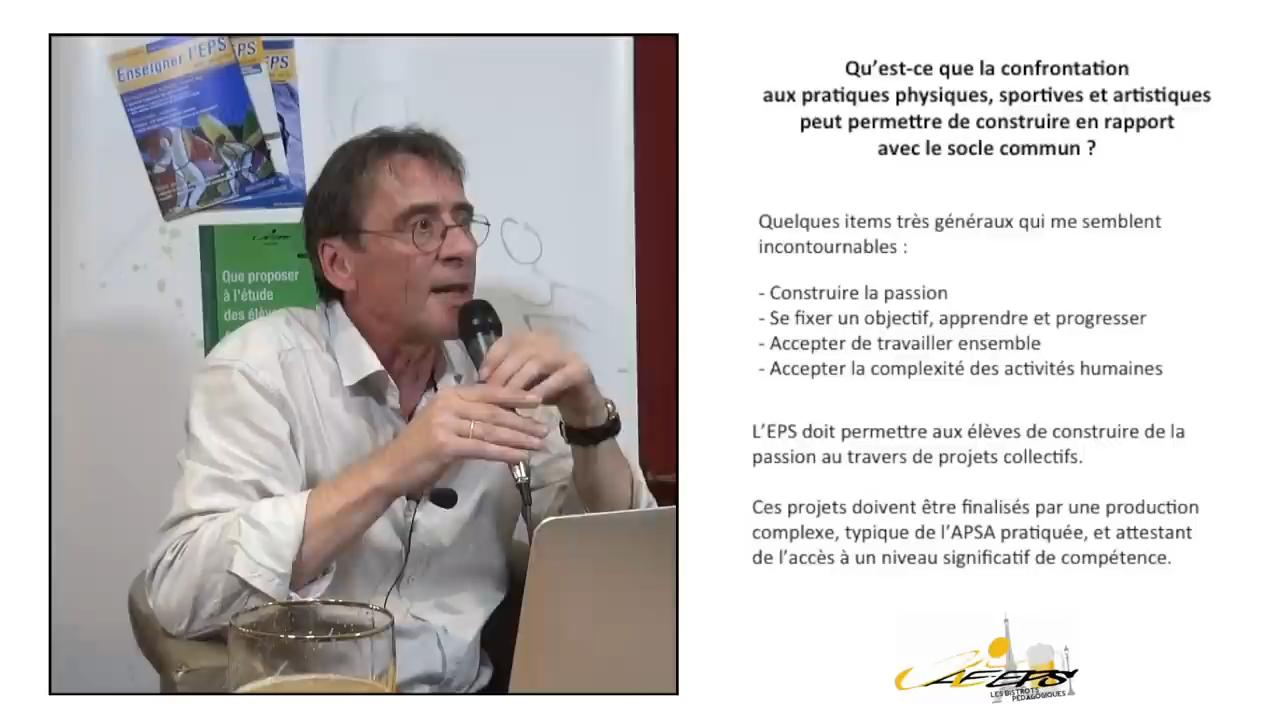 Enseigner l'EPS
EPS
EPS
Que proposer
à l'étude
des élèv
Qu'est-ce que la confrontation
aux pratiques physiques, sportives et artistiques
peut permettre de construire en rapport
avec le socle commun ?
Quelques items très généraux qui me semblent
incontournables :
- Construire la passion
- Se fixer un objectif, apprendre et progresser
- Accepter de travailler ensemble
- Accepter la complexité des activités humaines
L'EPS doit permettre aux élèves de construire de la
passion au travers de projets collectifs.
Ces projets doivent être finalisés par une production
complexe, typique de l'APSA pratiquée, et attestant
de l'accès à un niveau significatif de compétence.
AE-EPS
LES BISTROTS
PÉDAGOGIQUES